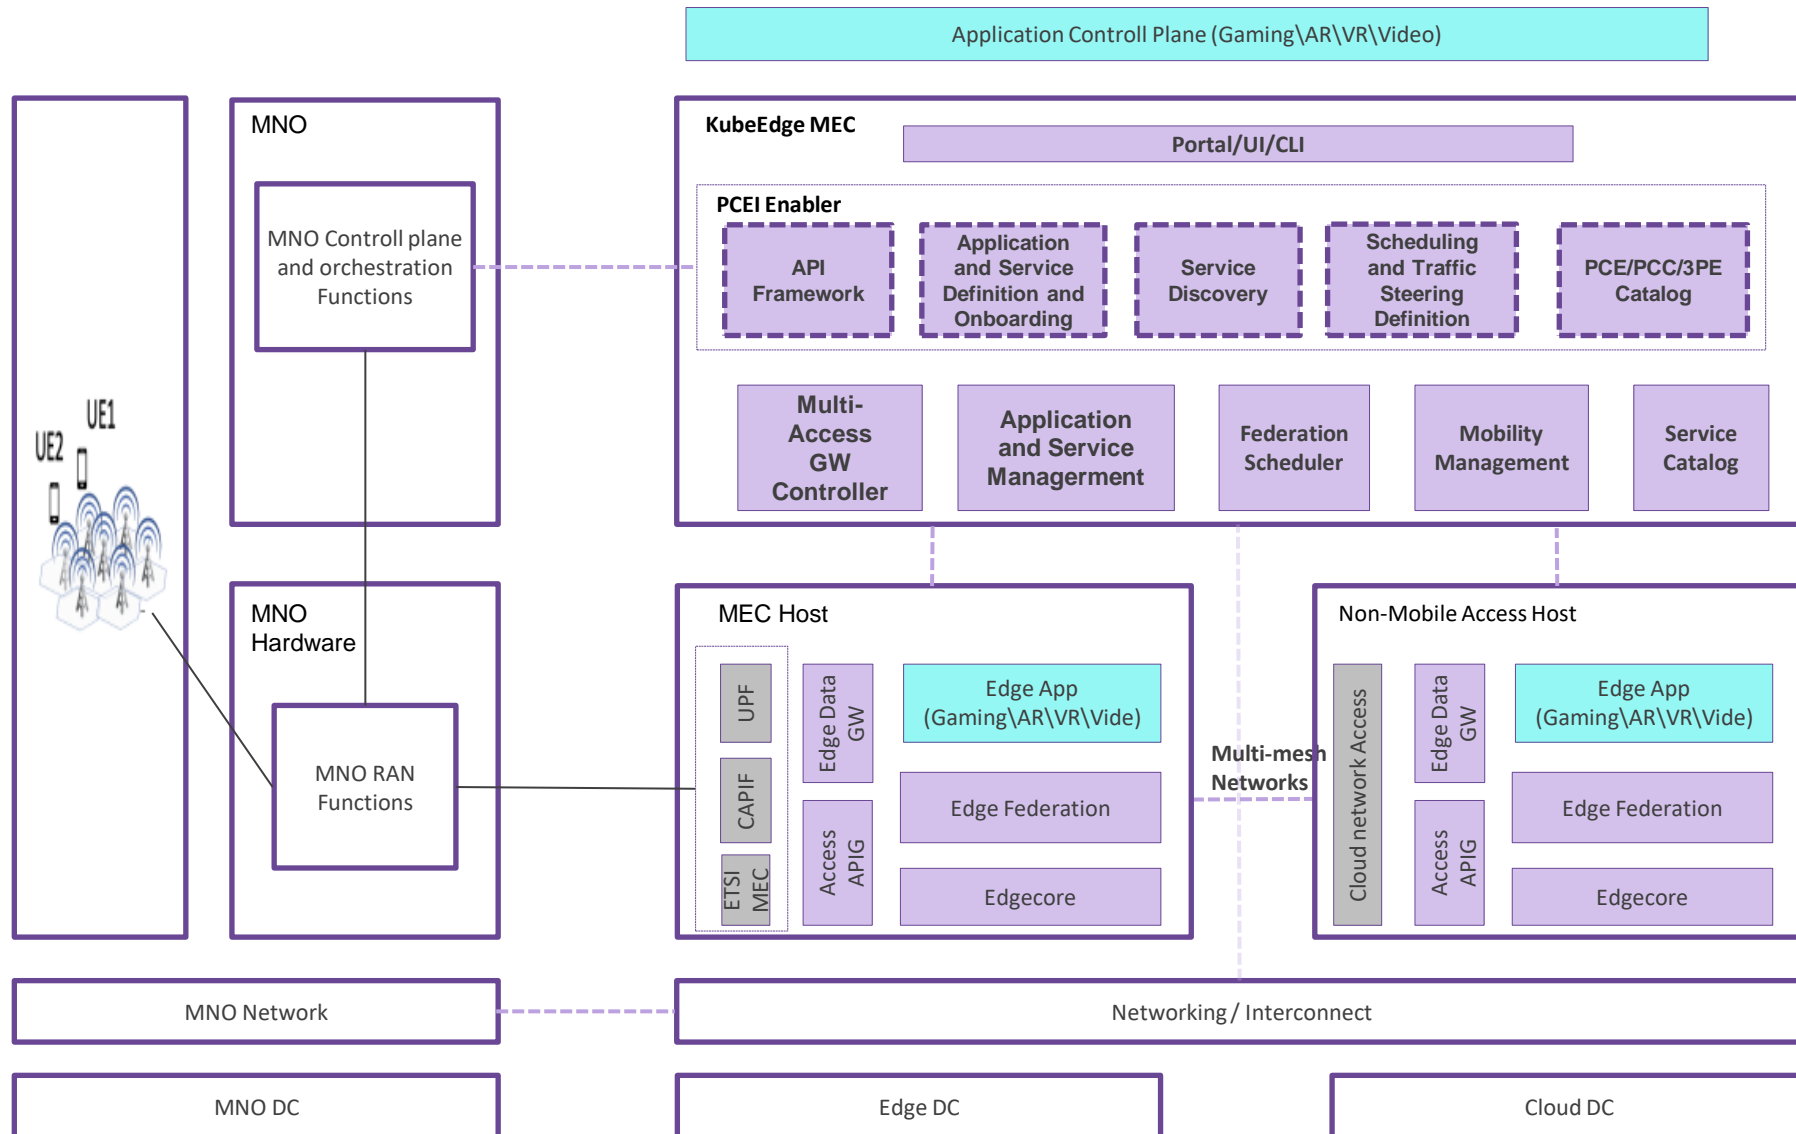 Application Controll Plane (Gaming\AR\VR\Video)
MNO
KubeEdge MEC
Portal/UI/CLI
PCEI Enabler
MNO Controll plane
and orchestration
Functions
API
Framework
Application
and Service
Definition and
Onboarding
Service
Discovery
Scheduling
and Traffic
Steering
Definition
PCE/PCC/3PE
Catalog
Multi-
Access
GW
Controller
Application
and Service
Managerment
Federation
Scheduler
Mobility
Management
Service
Catalog
UE1
UE2
MNO
Hardware
MNO RAN
Functions
MEC Host
UPF
CAPIF
ETSI
MEC
Edge Data
GW
Access
APIG
Edge App
(Gaming\AR\VR\Vide)
Edge Federation
Edgecore
Multi-mesh
Networks
Non-Mobile Access Host
Cloud network Access
Edge Data
GW
Access
APIG
Edge App
(Gaming\AR\VR\Vide)
Edge Federation
Edgecore
MNO Network
Networking / Interconnect
MNO DC
Edge DC
Cloud DC